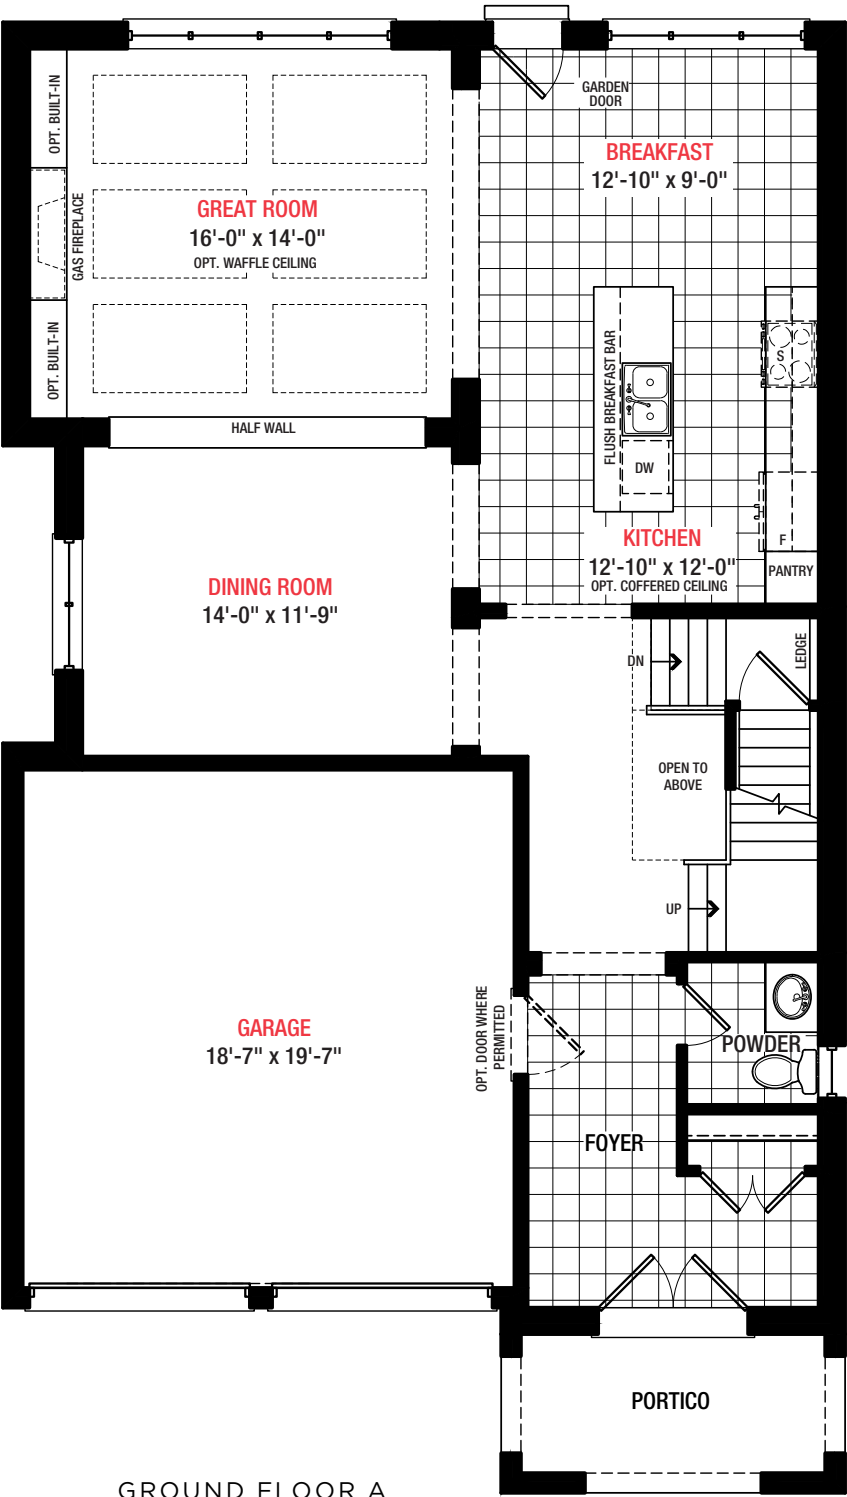 OPT. BUILT-IN
GARDEN
DOOR
BREAKFAST
12'-10" x 9'-0"
GREAT ROOM
16'-0" x 14'-0"
OPT. WAFFLE CEILING
GAS FIREPLACE
OPT. BUILT-IN
HALF WALL
FLUSH BREAKFAST BAR
S
DW
F
KITCHEN
12'-10" x 12'-0"
OPT. COFFERED CEILING
PANTRY
DINING ROOM
14'-0" x 11'-9"
DN
LEDGE
OPEN TO
ABOVE
UP
GARAGE
18'-7" x 19'-7"
OPT. DOOR WHERE
PERMITTED
POWDER
FOYER
PORTICO
GROUND FLOOR A